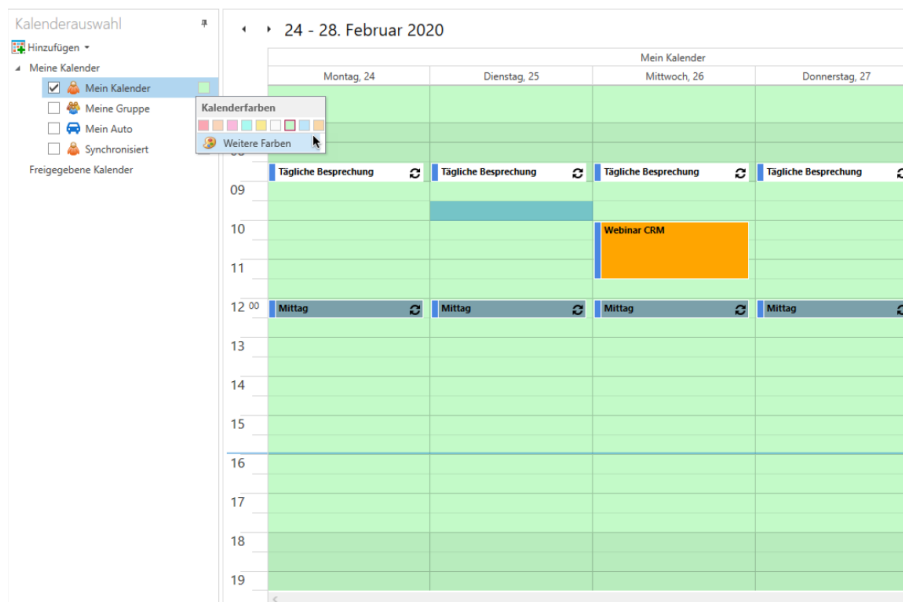 Kalenderauswahl
Hinzufügen
Meine Kalender
Mein Kalender
Meine Gruppe
Mein Auto
Synchronisiert
Freigegebene Kalender
Kalenderfarben
Weitere Farben
24 - 28. Februar 2020
Mein Kalender
Montag, 24 Dienstag, 25 Mittwoch, 26 Donnerstag, 27
Tägliche Besprechung Tägliche Besprechung Tägliche Besprechung Tägliche Besprechung
09
10 Webinar CRM
11
12 00 Mittag Mittag Mittag Mittag
13
14
15
16
17
18
19